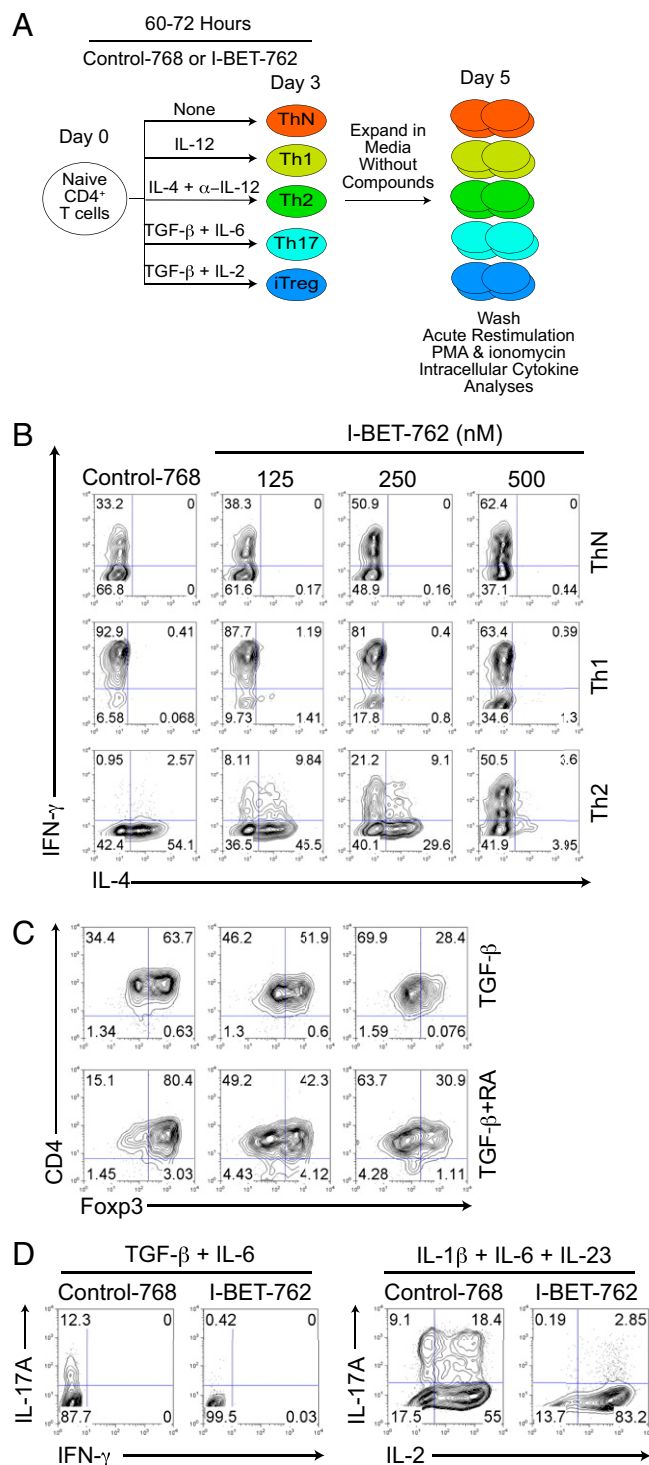 A
60-72 Hours
Control-768 or I-BET-762
Day 0
Day 3
Day 5
Naive
CD4+
T cells
None
IL-12
IL-4 + α-IL-12
TGF-β + IL-6
TGF-β + IL-2
ThN
Th1
Th2
Th17
iTreg
Expand in
Media
Without
Compounds
Wash
Acute Restimulation
PMA & ionomycin
Intracellular Cytokine
Analyses
B
I-BET-762 (nM)
Control-768 125 250 500
33.2 0 38.3 0 50.9 0 62.4 0
66.8 0 61.6 0.17 48.9 0.16 37.1 .44
ThN
92.9 0.41 87.7 1.19 81 0.4 63.4
6.58 0.068 9.73 1.41 17.8 0.8 34.6
Th1
0.95 2.57 8.11 9.84 21.2 9.1 50.5
42.4 54.1 36.5 45.5 40.1 29.6 41.9 3.95
Th2
IFN-γ
IL-4
C
34.4 63.7 46.2 51.9 69.9 28.4
1.34 0.63 1.3 0.6 1.59 0.076
TGF-β
15.1 80.4 49.2 42.3 63.7 30.9
1.45 3.03 4.43 4.12 4.28 1.11
TGF-β+RA
CD4
Foxp3
D
TGF-β + IL-6
Control-768 I-BET-762
12.3 0 0.42 0
87.7 0 99.5 0.03
IL-17A
IFN-γ
IL-1β + IL-6 + IL-23
Control-768 I-BET-762
9.1 18.4 0.19 2.85
17.5 55 13.7 83.2
IL-17A
IL-2